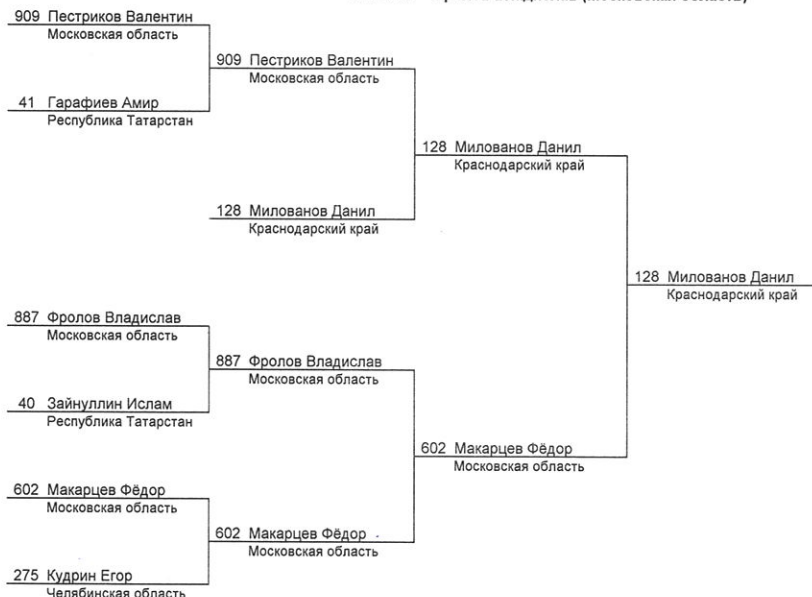 909 Пестриков Валентин
Московская область
909 Пестриков Валентин
Московская область
41 Гарафиев Амир
Республика Татарстан
128 Милованов Данил
Краснодарский край
128 Милованов Данил
Краснодарский край
128 Милованов Данил
Краснодарский край
887 Фролов Владислав
Московская область
887 Фролов Владислав
Московская область
40 Зайнуллин Ислам
Республика Татарстан
602 Макарцев Фёдор
Московская область
602 Макарцев Фёдор
Московская область
602 Макарцев Фёдор
Московская область
275 Кудрин Егор
Челябинская область